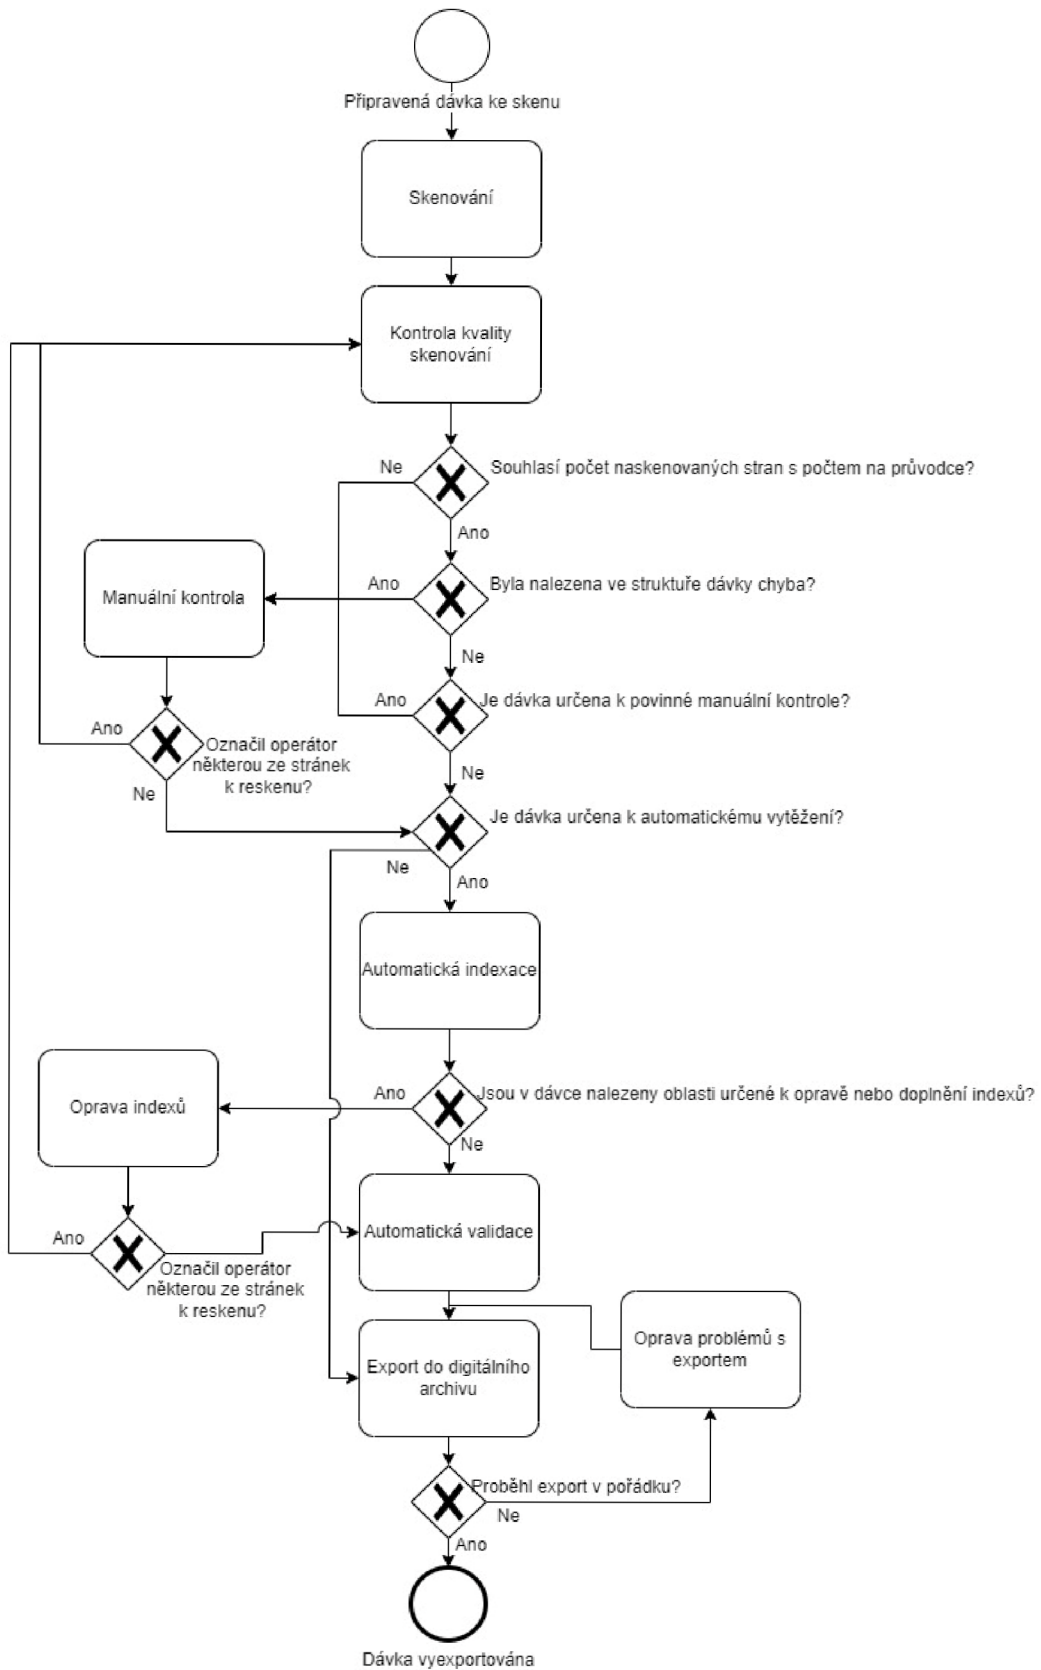 Připravená dávka ke skenu
Skenování
Kontrola kvality
skenování
Ne
Souhlasí počet naskenovaných stran s počtem na průvodce?
Ano
Manuální kontrola
Ano
Byla nalezena ve struktuře dávky chyba?
Ne
Ano
Je dávka určena k povinné manuální kontrole?
Ano
Označil operátor
některou ze stránek
k reskenu?
Ne
Ne
Je dávka určena k automatickému vytěžení?
Ne
Ano
Automatická indexace
Oprava indexů
Ano
Jsou v dávce nalezeny oblasti určené k opravě nebo doplnění indexů?
Ne
Automatická validace
Ano
Označil operátor
některou ze stránek
k reskenu?
Oprava problémů s
exportem
Export do digitálního
archivu
Proběhl export v pořádku?
Ne
Ano
Dávka vyexportována